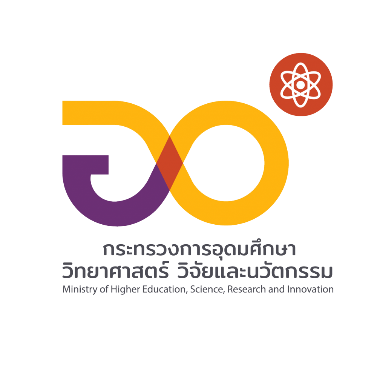 กระทรวงการอุดมศึกษา
วิทยาศาสตร์ วิจัยและนวัตกรรม
Ministry of Higher Education, Science, Research and Innovation